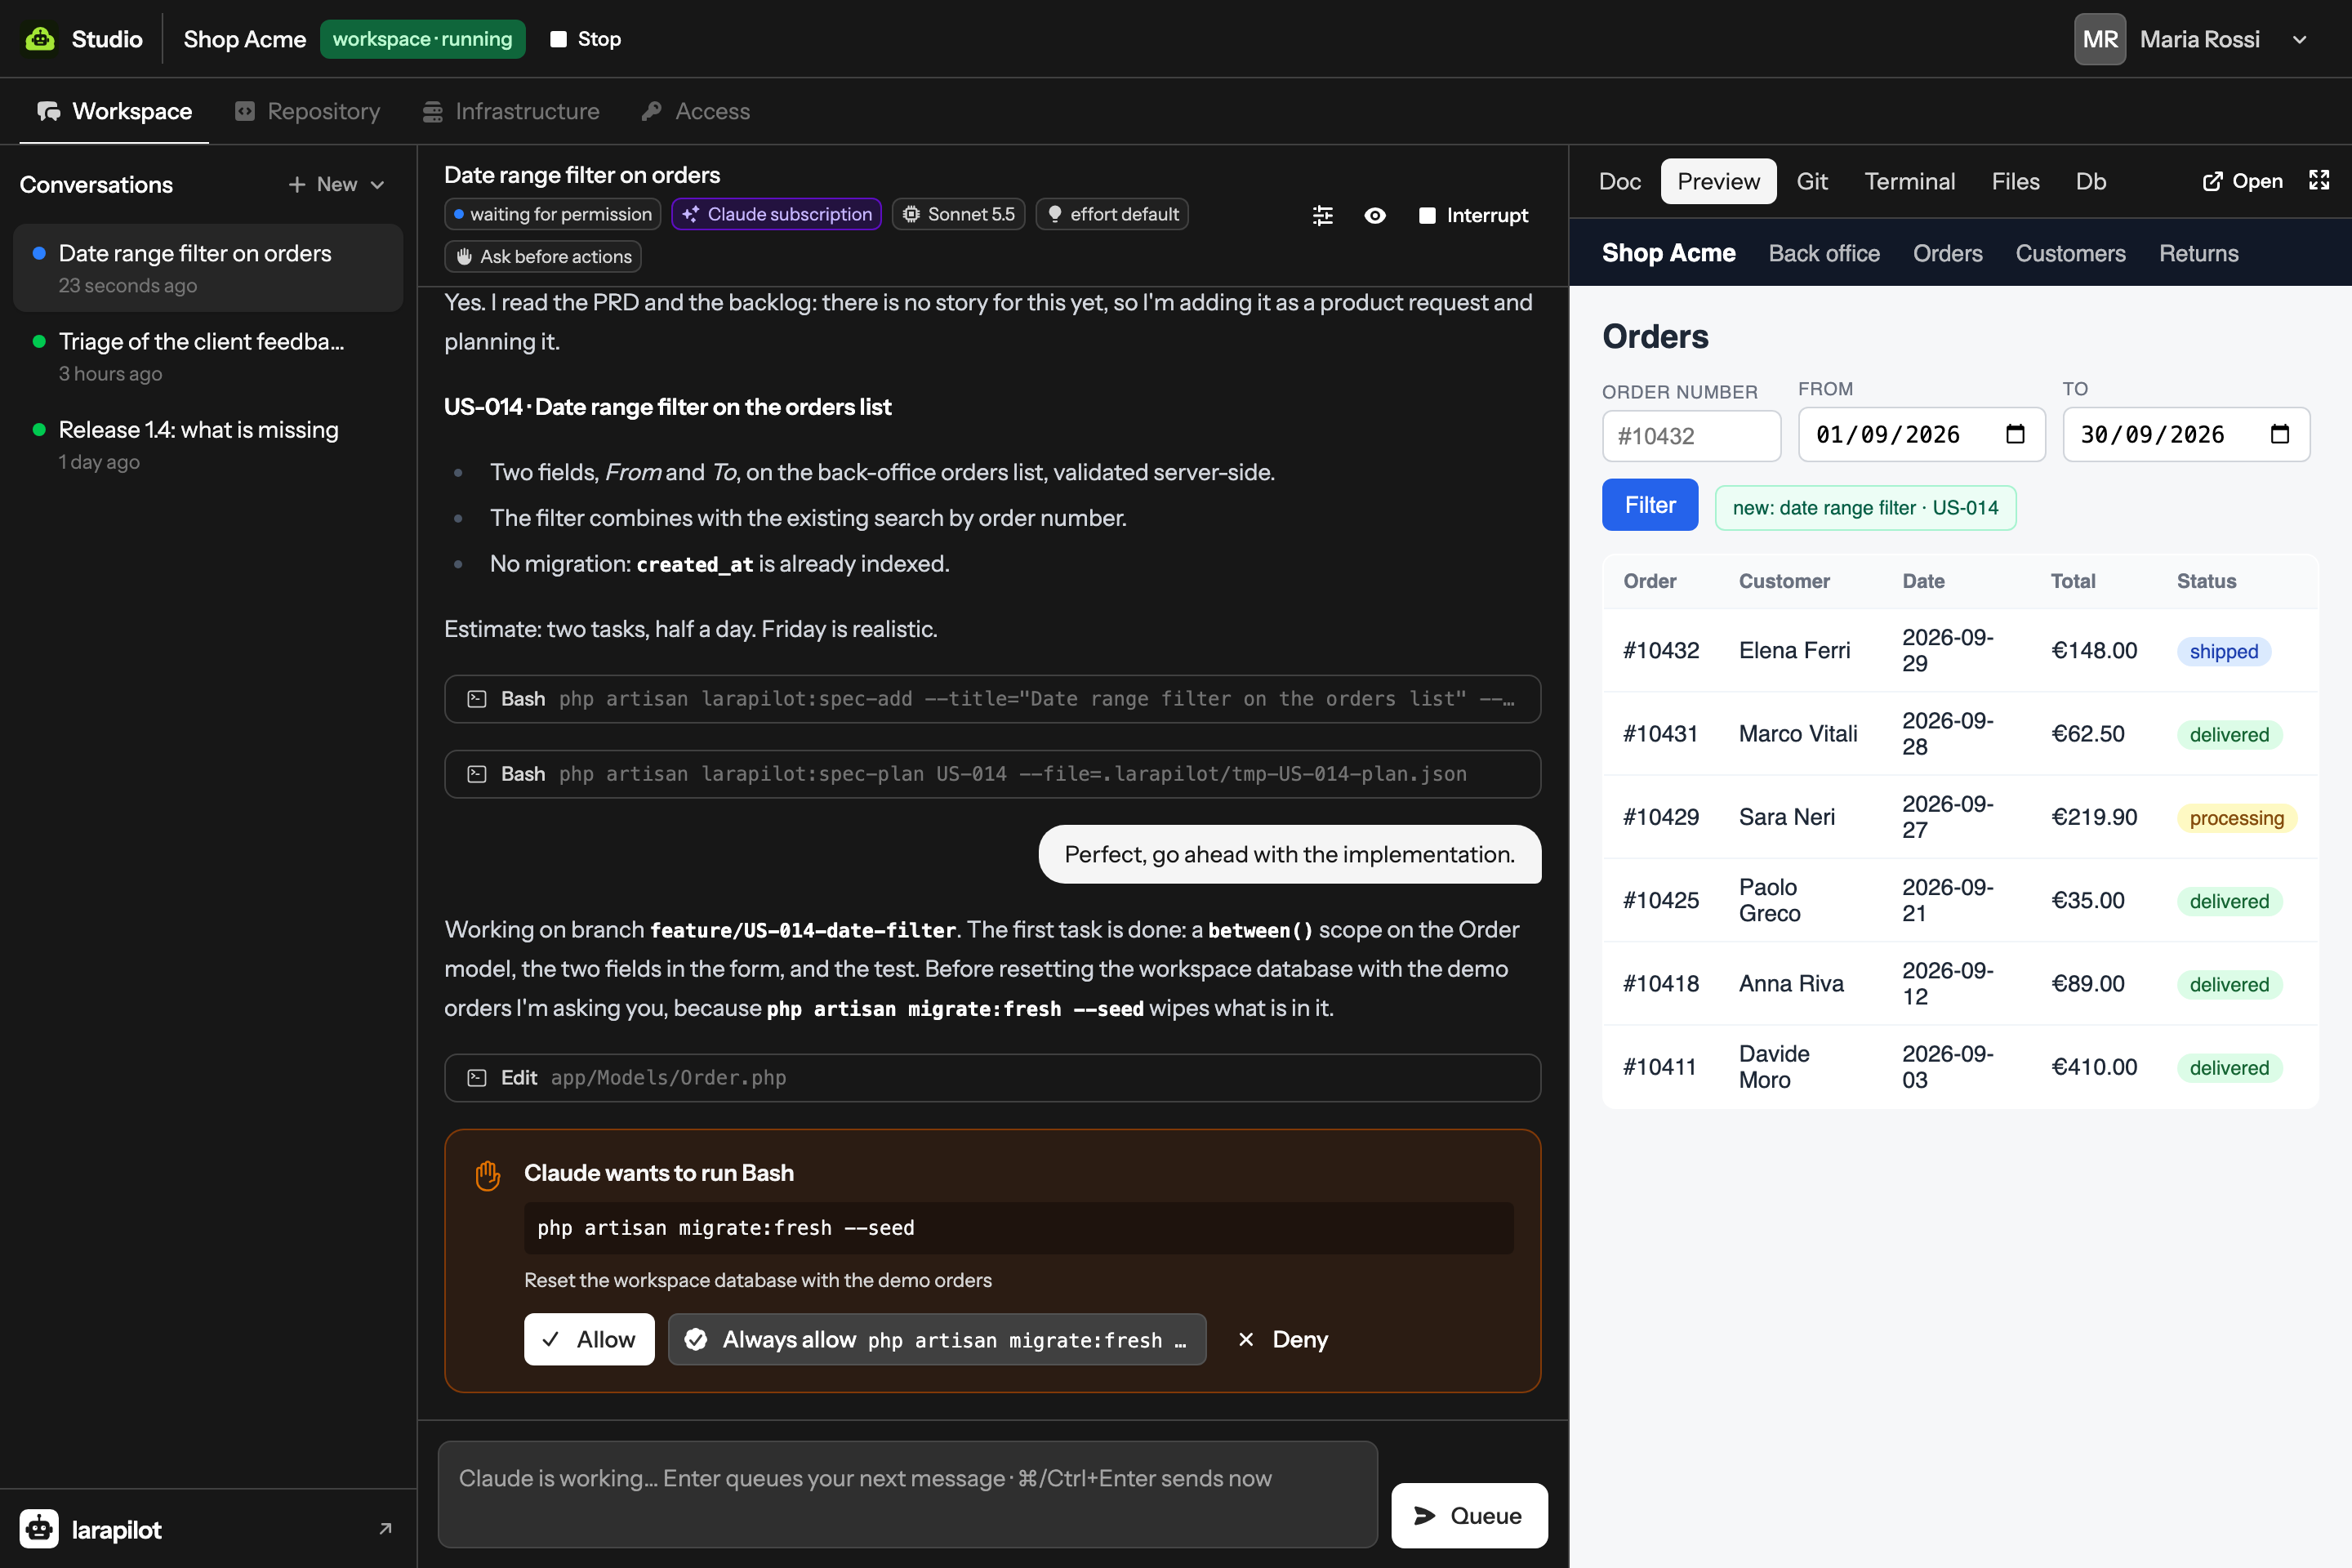 Studio
Shop Acme
workspace · running
Stop
MR
Maria Rossi
Workspace
Repository
Infrastructure
Access
Conversations
New
Date range filter on orders
23 seconds ago
Triage of the client feedba...
3 hours ago
Release 1.4: what is missing
1 day ago
larapilot
Date range filter on orders
waiting for permission
Claude subscription
Sonnet 5.5
effort default
Ask before actions
Interrupt
Yes. I read the PRD and the backlog: there is no story for this yet, so I'm adding it as a product request and
planning it.
US-014 · Date range filter on the orders list
Two fields, From and To, on the back-office orders list, validated server-side.
The filter combines with the existing search by order number.
No migration: created_at is already indexed.
Estimate: two tasks, half a day. Friday is realistic.
Bash php artisan larapilot:spec-add --title="Date range filter on the orders list" --…
Bash php artisan larapilot:spec-plan US-014 --file=.larapilot/tmp-US-014-plan.json
Perfect, go ahead with the implementation.
Working on branch feature/US-014-date-filter. The first task is done: a between() scope on the Order
model, the two fields in the form, and the test. Before resetting the workspace database with the demo
orders I'm asking you, because php artisan migrate:fresh --seed wipes what is in it.
Edit app/Models/Order.php
Claude wants to run Bash
php artisan migrate:fresh --seed
Reset the workspace database with the demo orders
Allow
Always allow php artisan migrate:fresh …
Deny
Claude is working... Enter queues your next message · ⌘/Ctrl+Enter sends now
Queue
Doc
Preview
Git
Terminal
Files
Db
Open
Shop Acme
Back office
Orders
Customers
Returns
Orders
ORDER NUMBER
FROM
TO
#10432
01/09/2026
30/09/2026
Filter
new: date range filter · US-014
Order Customer Date Total Status
#10432 Elena Ferri 2026-09-29 €148.00 shipped
#10431 Marco Vitali 2026-09-28 €62.50 delivered
#10429 Sara Neri 2026-09-27 €219.90 processing
#10425 Paolo Greco 2026-09-21 €35.00 delivered
#10418 Anna Riva 2026-09-12 €89.00 delivered
#10411 Davide Moro 2026-09-03 €410.00 delivered